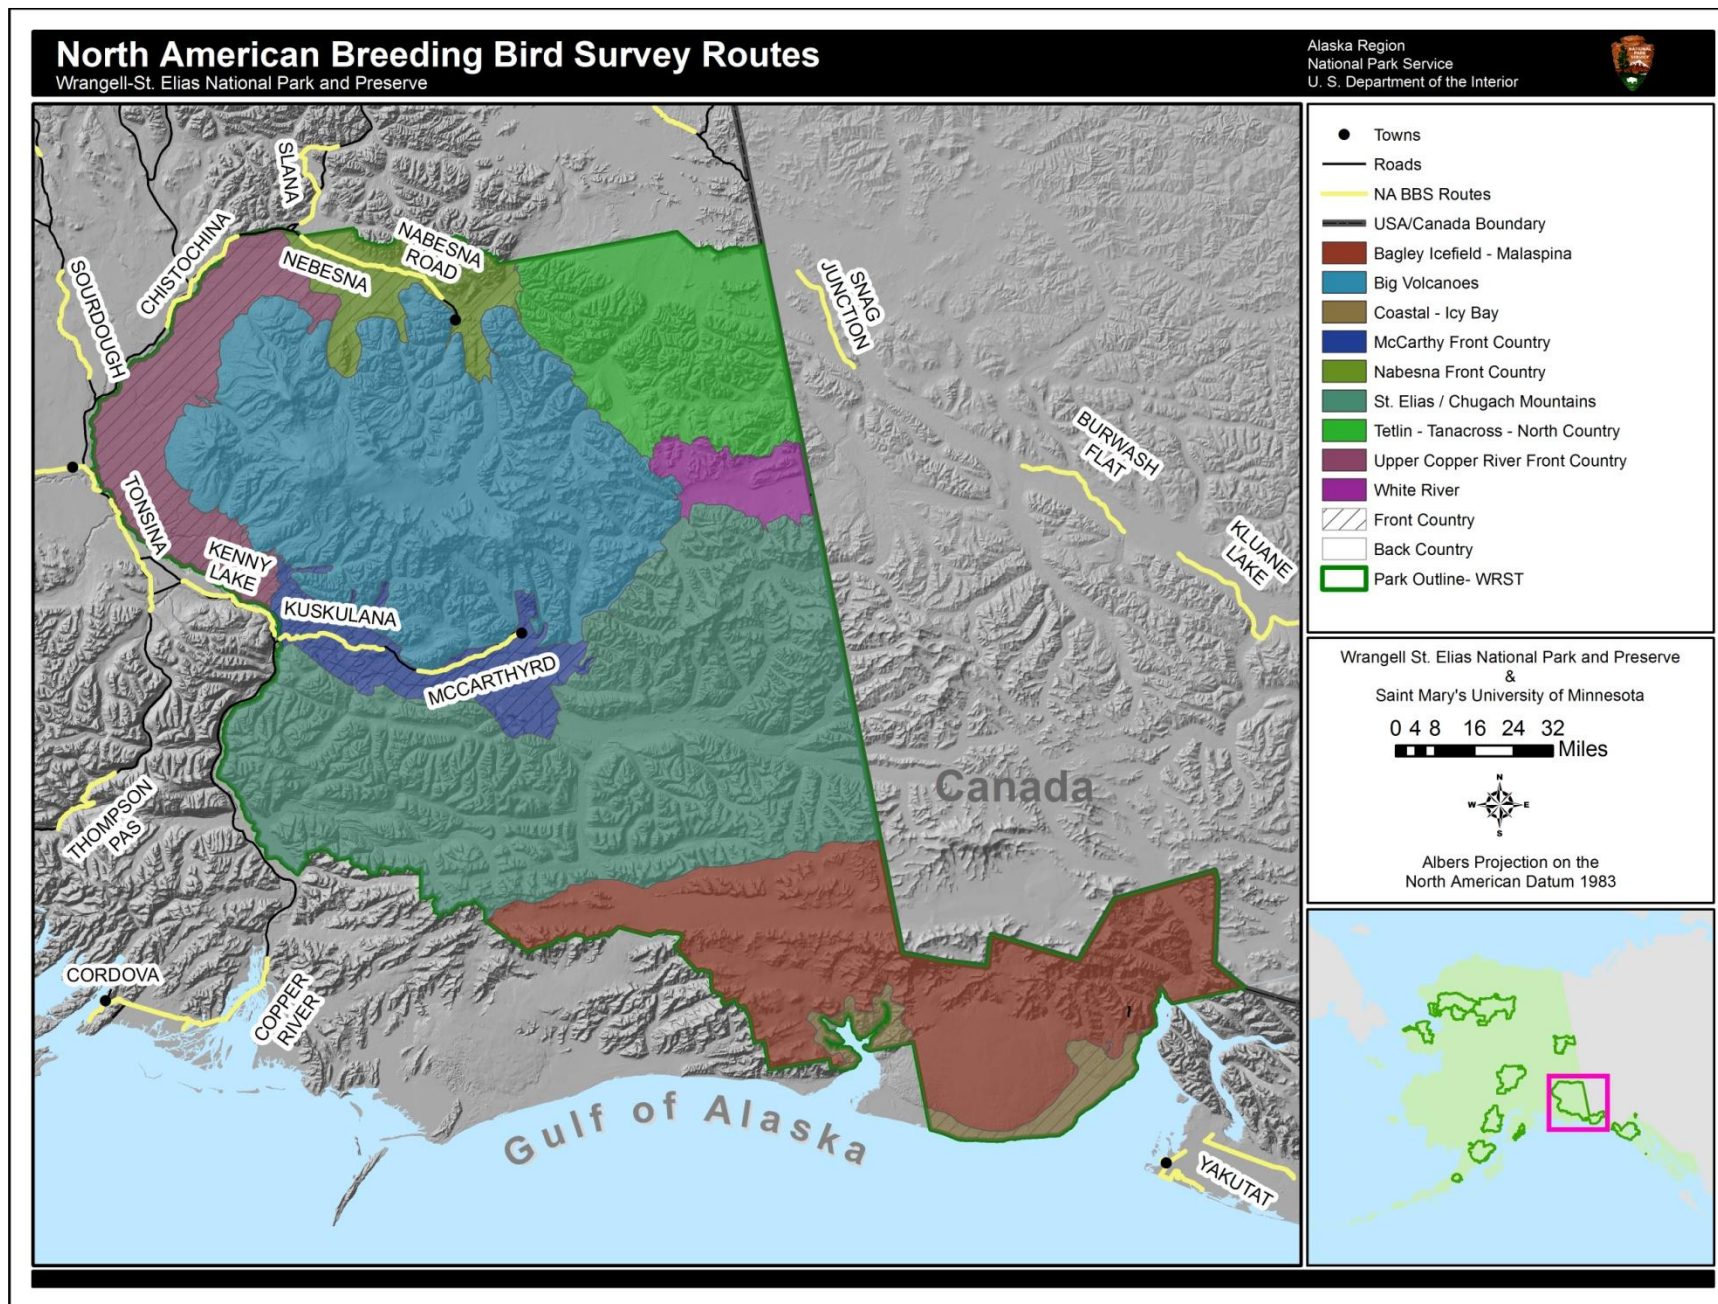 North American Breeding Bird Survey Routes
Wrangell-St. Elias National Park and Preserve
Alaska Region
National Park Service
U. S. Department of the Interior
SLANA
CHISTOCHINA
NABESNA
ROAD
NEBESNA
SOURDOUGH
SNAG
JUNCTION
BURWASH
FLAT
TONSINA
KENNY
LAKE
KLUANE
LAKE
KUSKULANA
MCCARTHYRD
Canada
THOMPSON
PAS
CORDOVA
COPPER
RIVER
Gulf of Alaska
YAKUTAT
Towns
Roads
NA BBS Routes
USA/Canada Boundary
Bagley Icefield - Malaspina
Big Volcanoes
Coastal - Icy Bay
McCarthy Front Country
Nabesna Front Country
St. Elias / Chugach Mountains
Tetlin - Tanacross - North Country
Upper Copper River Front Country
White River
Front Country
Back Country
Park Outline- WRST
Wrangell St. Elias National Park and Preserve
&
Saint Mary's University of Minnesota
0 4 8 16 24 32
Miles
N
W E
S
Albers Projection on the
North American Datum 1983